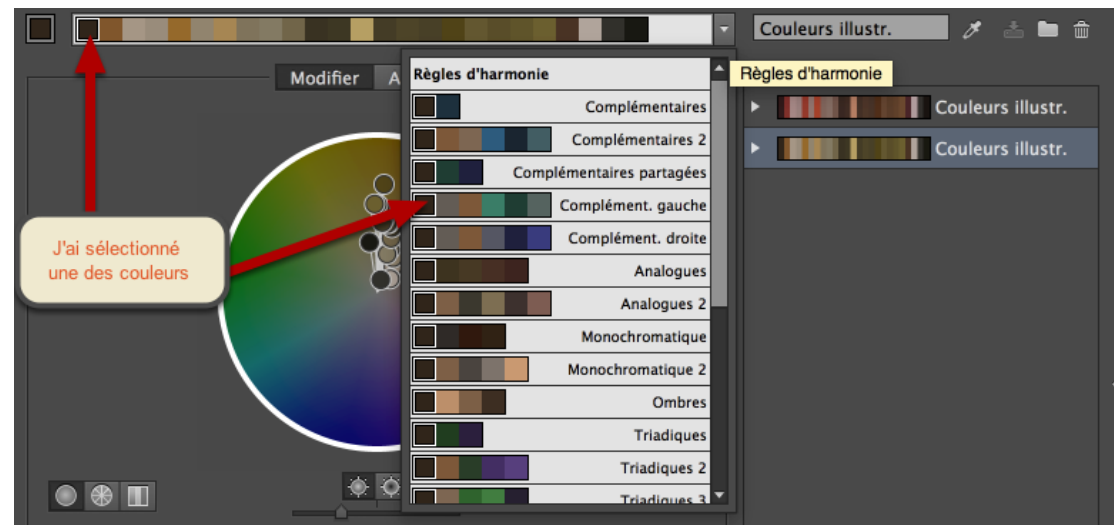 Couleurs illustr.
Modifier A
Règles d'harmonie
Règles d'harmonie
Complémentaires
Complémentaires 2
Complémentaires partagées
Complément. gauche
Complément. droite
Analogues
Analogues 2
Monochromatique
Monochromatique 2
Ombres
Triadiques
Triadiques 2
Triadiques 3
Couleurs illustr.
Couleurs illustr.
J'ai sélectionné
une des couleurs